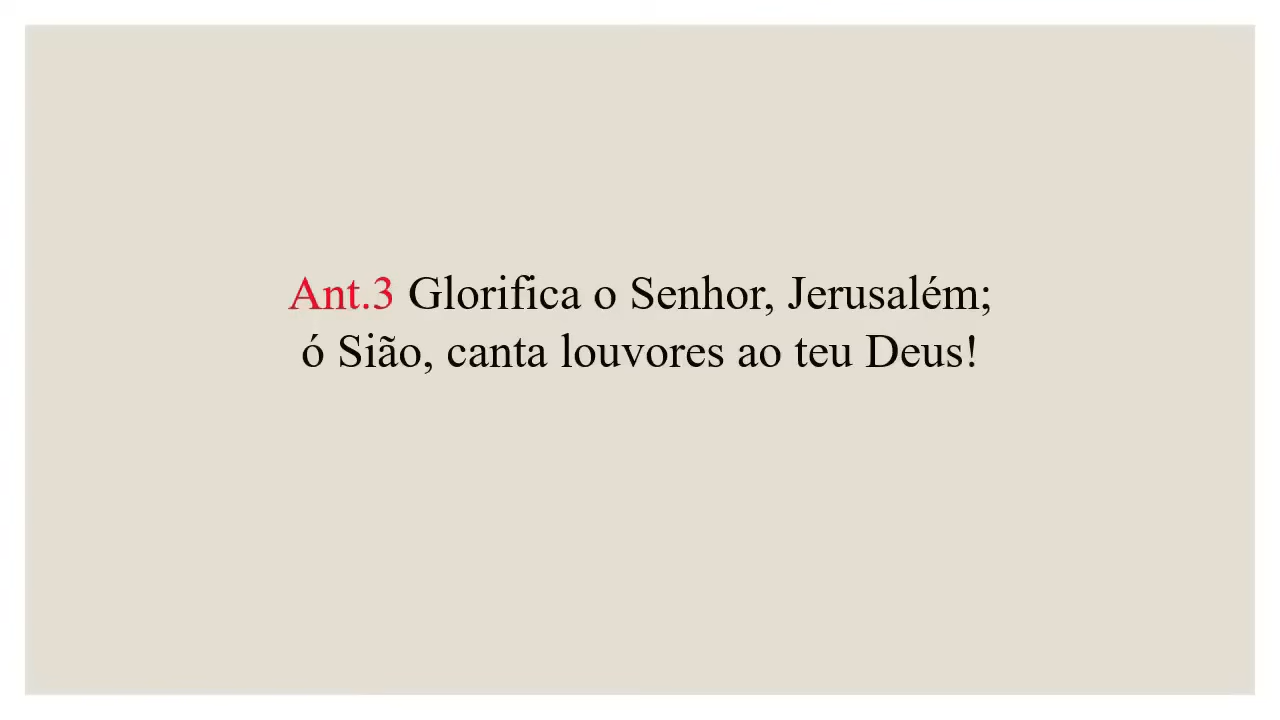 Ant.3 Glorifica o Senhor, Jerusalém;
ó Sião, canta louvores ao teu Deus!